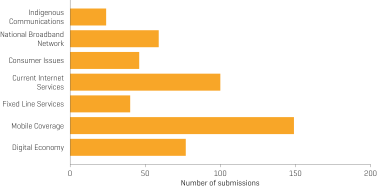 Indigenous
Communications
National Broadband
Network
Consumer Issues
Current Internet
Services
Fixed Line Services
Mobile Coverage
Digital Economy
0
50
100
150
200
Number of submissions